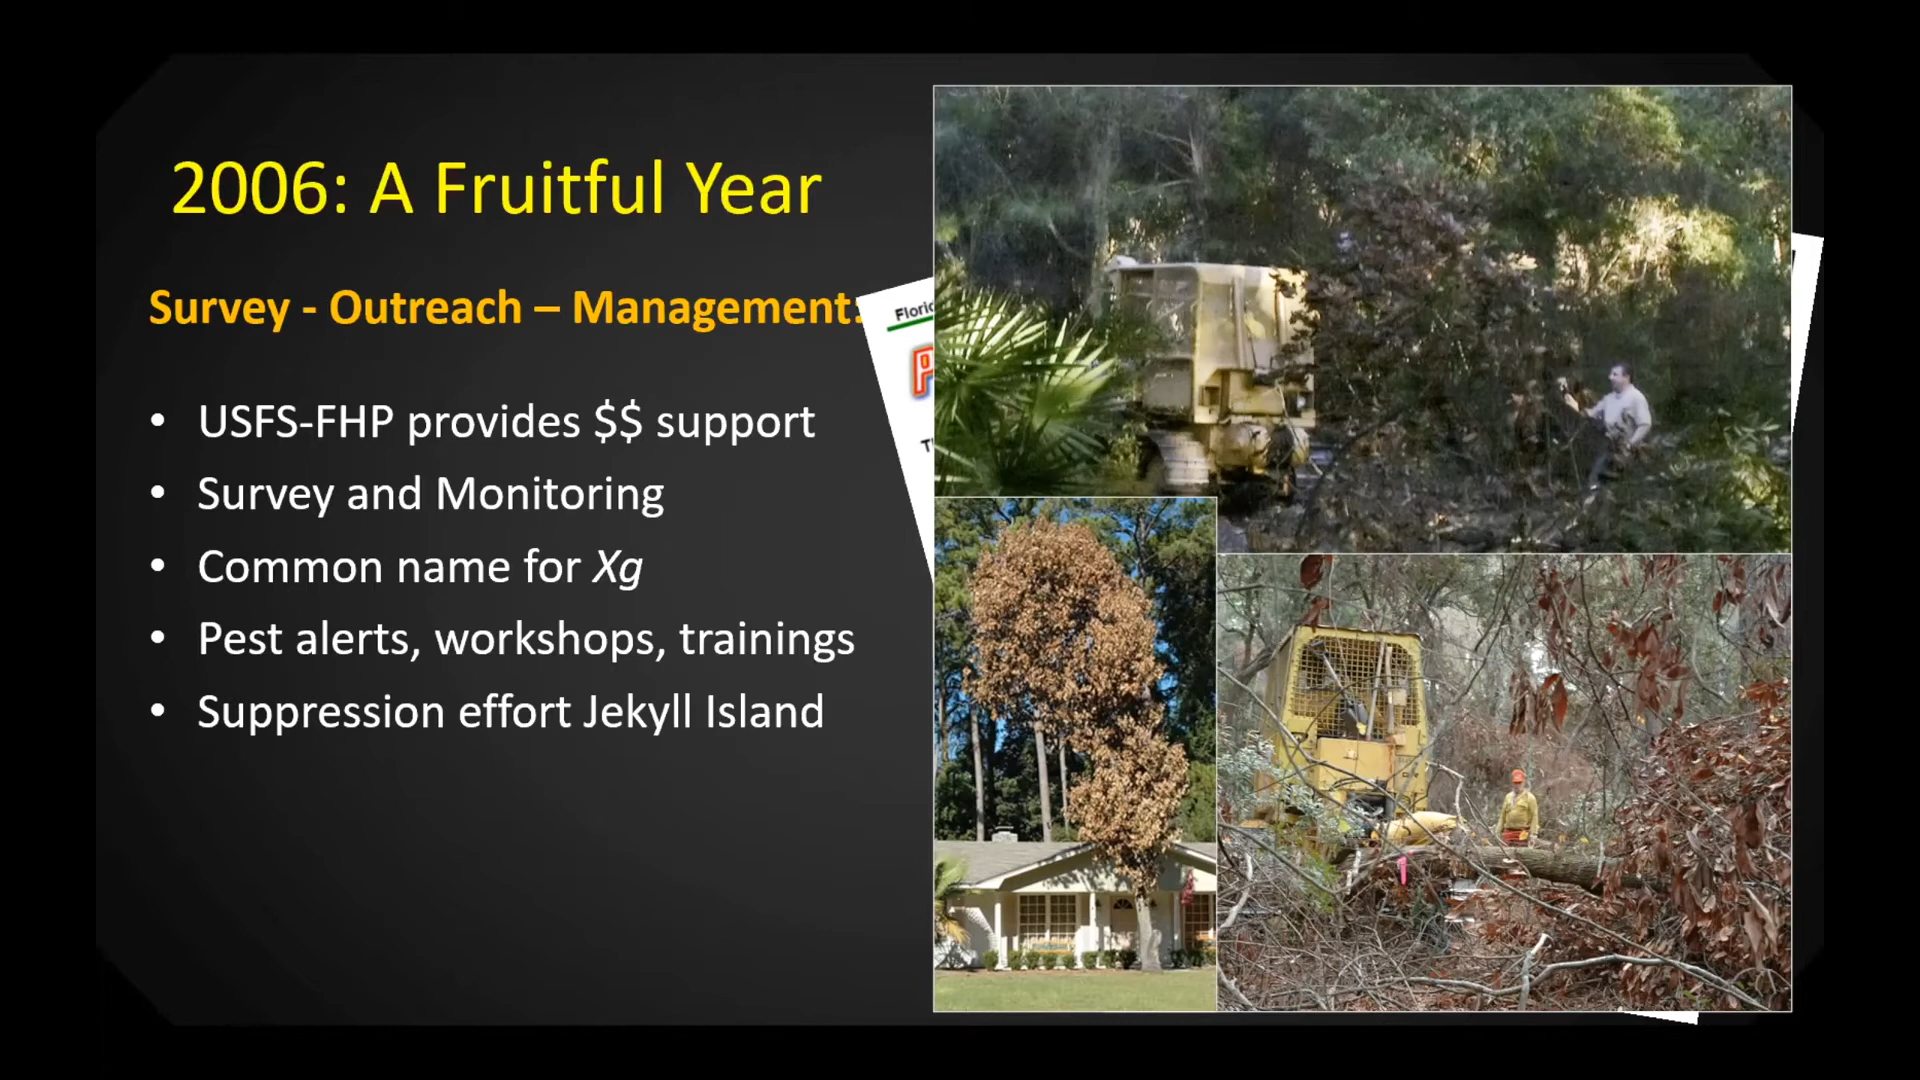 2006: A Fruitful Year
Survey - Outreach – Management:
• USFS-FHP provides $$ support
• Survey and Monitoring
• Common name for Xg
• Pest alerts, workshops, trainings
• Suppression effort Jekyll Island